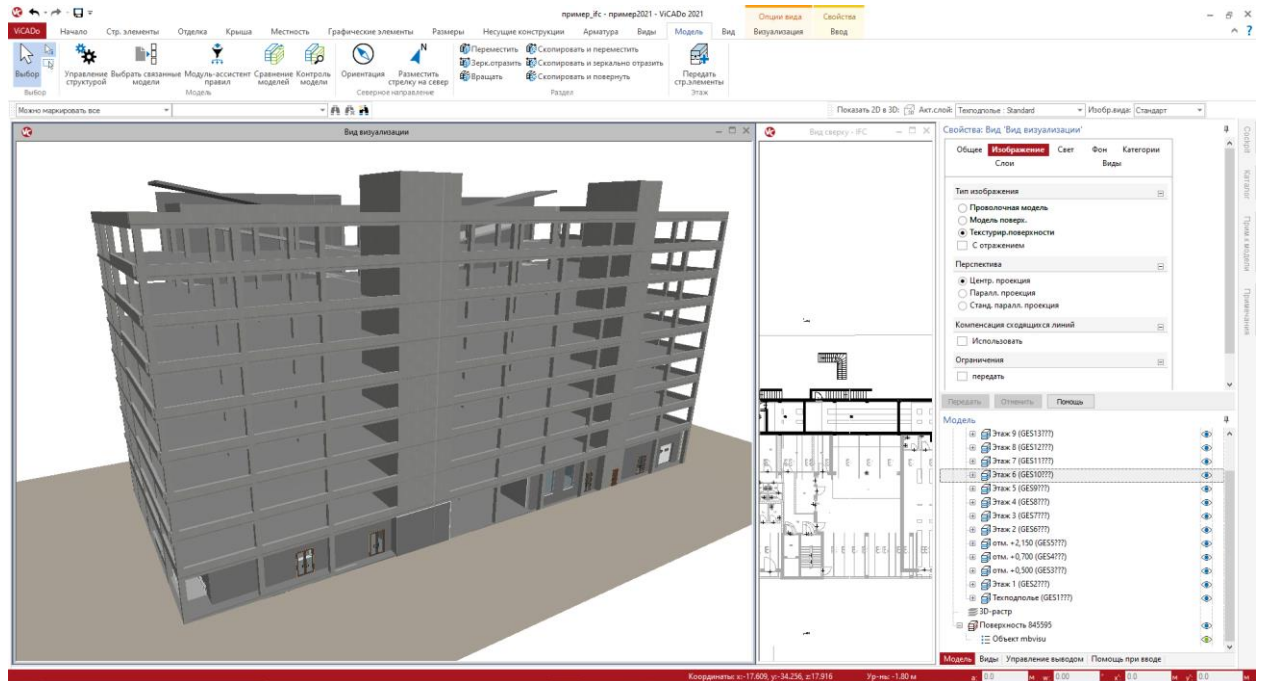 пример_ifc - пример2021 - ViCADo 2021
Опции вида Свойства
ViCADo Начало Стр. элементы Отделка Крыша Местность Графические элементы Размеры Несущие конструкции Арматура Виды Модель Вид Визуализация Ввод
Выбор
Управление структурой
Выбрать связанные модели
Модуль-ассистент правил
Сравнение моделей
Контроль модели
Ориентация
Разместить стрелку на север
Переместить Скопировать и переместить
Зерк.отразить Скопировать и зеркально отразить
Вращать Скопировать и повернуть
Передать стр.элементы
Выбор Модель Северное направление Раздел Этаж
Можно маркировать все
Показать 2D в 3D: Акт.слой: Техподполье : Standard Изобр.вида: Стандарт
Вид визуализации
Вид сверху - IFC
Свойства: Вид 'Вид визуализации'
Общее Изображение Свет Фон Категории
Слои Виды
Тип изображения
Проволочная модель
Модель поверх.
Текстурир.поверхности
С отражением
Перспектива
Центр. проекция
Паралл. проекция
Станд. паралл. проекция
Компенсация сходящихся линий
Использовать
Ограничения
передать
Передать Отменить Помощь
Модель
Этаж 9 (GES13???)
Этаж 8 (GES12???)
Этаж 7 (GES11???)
Этаж 6 (GES10???)
Этаж 5 (GES9???)
Этаж 4 (GES8???)
Этаж 3 (GES7???)
Этаж 2 (GES6???)
отм. +2,150 (GES5???)
отм. +0,700 (GES4???)
отм. +0,500 (GES3???)
Этаж 1 (GES2???)
Техподполье (GES1???)
3D-растр
Поверхность 845595
Объект mbvisu
Модель Виды Управление выводом Помощь при вводе
Cockpit
Каталог
Прим.к модели
Примечания
Координаты: x:-17.609, y:-34.256, z:17.916 Ур-нь: -1.80 м a: 0.0 м w: 0.00 ° x': 0.0 м y': 0.0 м